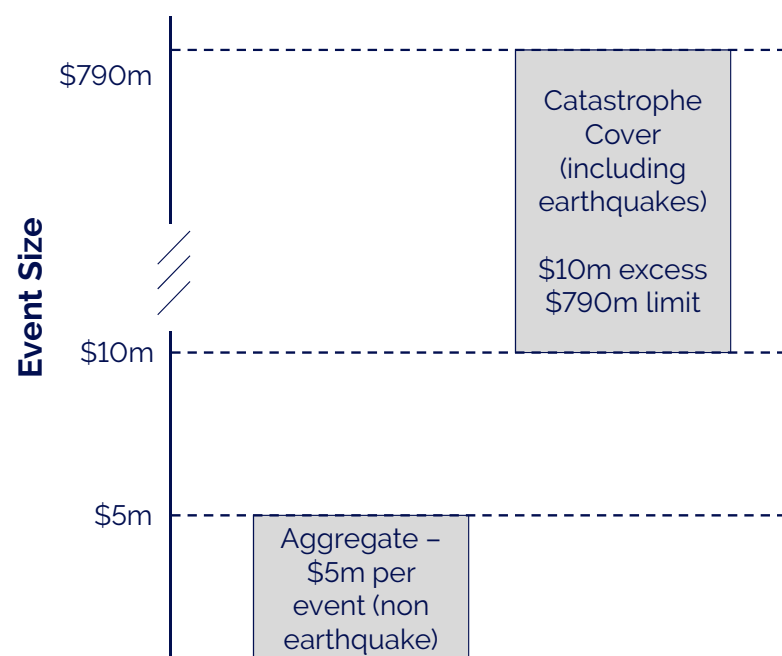 $790m
Catastrophe
Cover
(including
earthquakes)
$10m excess
$790m limit
Event Size
$10m
$5m
Aggregate –
$5m per
event (non
earthquake)